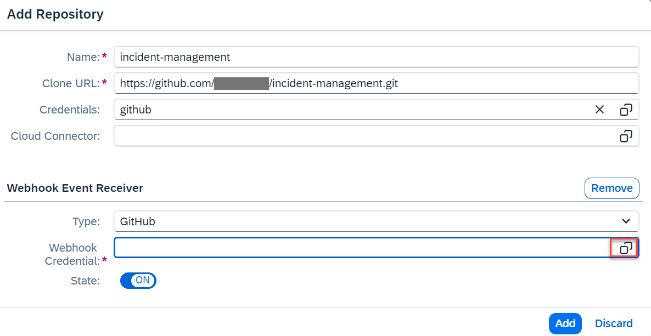 Add Repository
Name:* incident-management
Clone URL:* https://github.com/ /incident-management.git
Credentials: github
Cloud Connector:
Webhook Event Receiver Remove
Type: GitHub
Webhook
Credential:*
State: ON
Add Discard